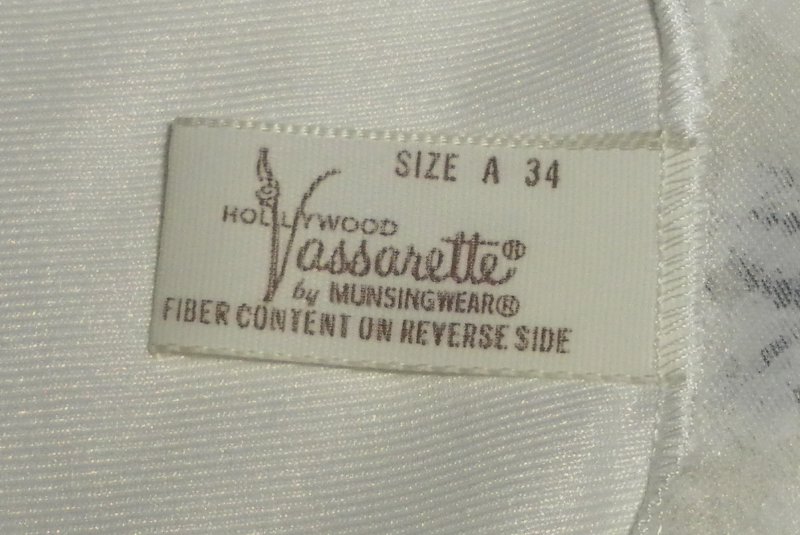 SIZE A 34
HOLLYWOOD
Vassarette®
by MUNSINGWEAR®
FIBER CONTENT ON REVERSE SIDE